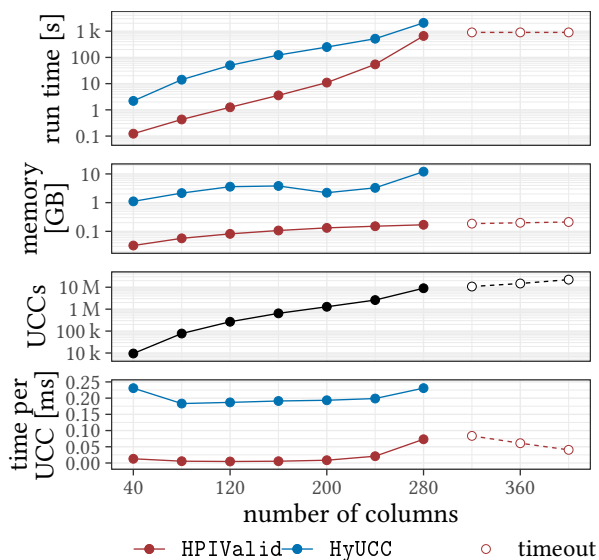 run time [s]
1 k
100
10
1
0.1
memory
[GB]
10
1
0.1
UCCs
10 M
1 M
100 k
10 k
time per
UCC [ms]
0.25
0.20
0.15
0.10
0.05
0.00
40 120 200 280 360
number of columns
HPIValid HyUCC timeout